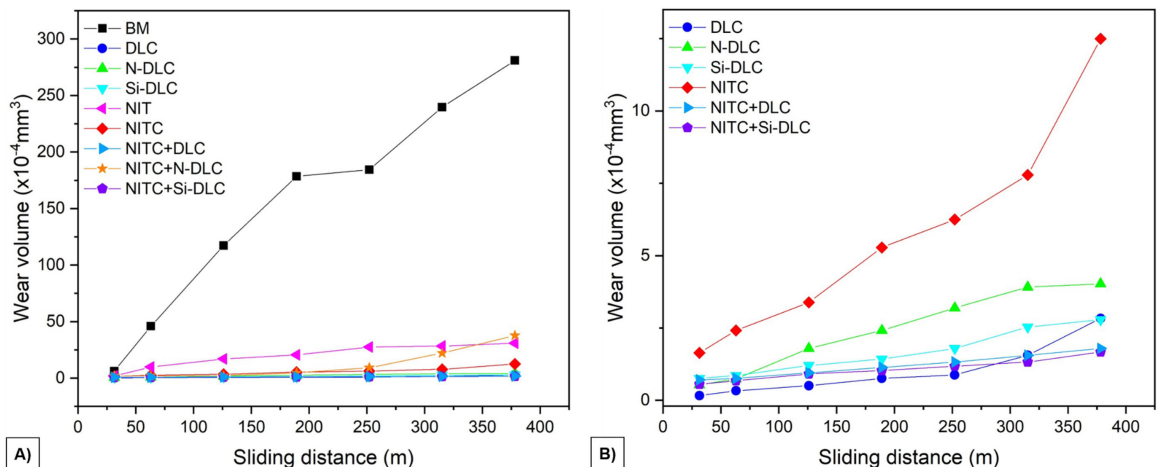 BM
DLC
N-DLC
Si-DLC
NIT
NITC
NITC+DLC
NITC+N-DLC
NITC+Si-DLC
Wear volume (x10⁻⁴mm³)
300
250
200
150
100
50
0
0 50 100 150 200 250 300 350 400
Sliding distance (m)
A)
DLC
N-DLC
Si-DLC
NITC
NITC+DLC
NITC+Si-DLC
Wear volume (x10⁻⁴mm³)
10
5
0
0 50 100 150 200 250 300 350 400
Sliding distance (m)
B)